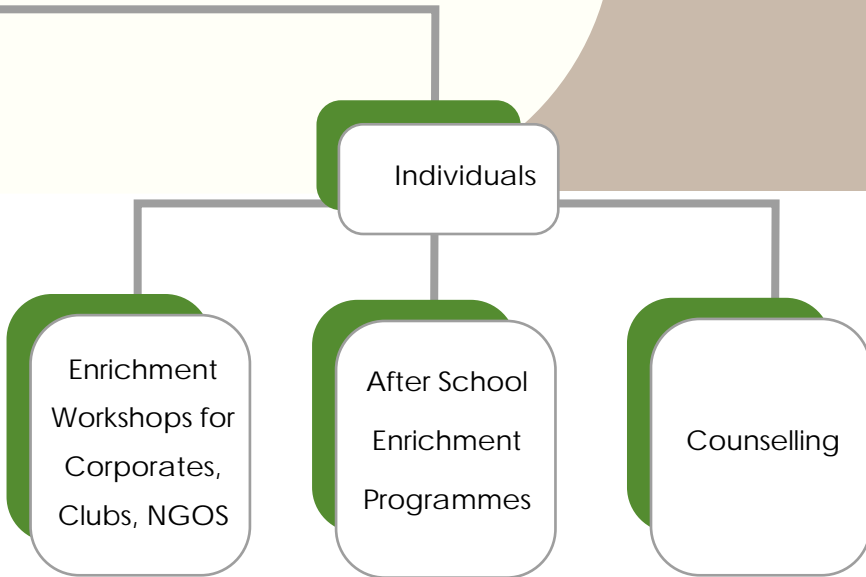 Individuals
Enrichment
Workshops for
Corporates,
Clubs, NGOS
After School
Enrichment
Programmes
Counselling